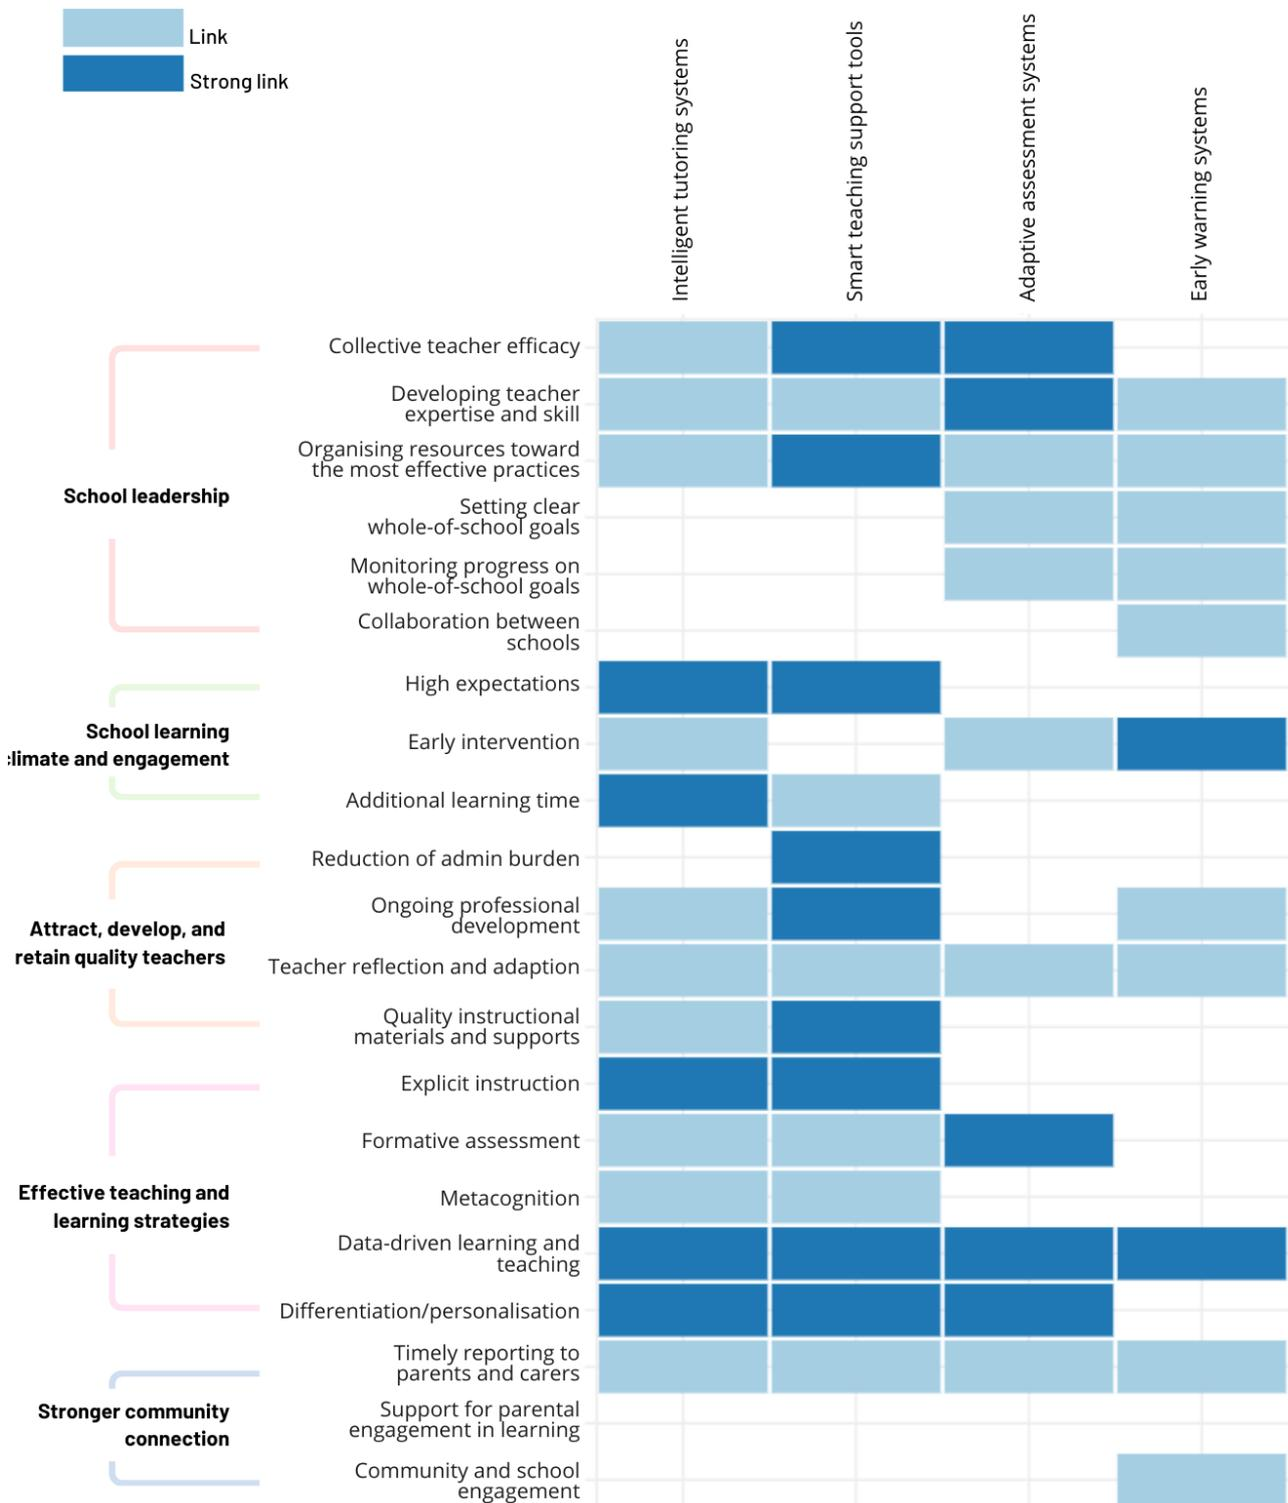 Link
Strong link
Intelligent tutoring systems
Smart teaching support tools
Adaptive assessment systems
Early warning systems
School leadership
Collective teacher efficacy
Developing teacher
expertise and skill
Organising resources toward
the most effective practices
Setting clear
whole-of-school goals
Monitoring progress on
whole-of-school goals
Collaboration between
schools
School learning
climate and engagement
High expectations
Early intervention
Additional learning time
Attract, develop, and
retain quality teachers
Reduction of admin burden
Ongoing professional
development
Teacher reflection and adaption
Quality instructional
materials and supports
Effective teaching and
learning strategies
Explicit instruction
Formative assessment
Metacognition
Data-driven learning and
teaching
Differentiation/personalisation
Stronger community
connection
Timely reporting to
parents and carers
Support for parental
engagement in learning
Community and school
engagement